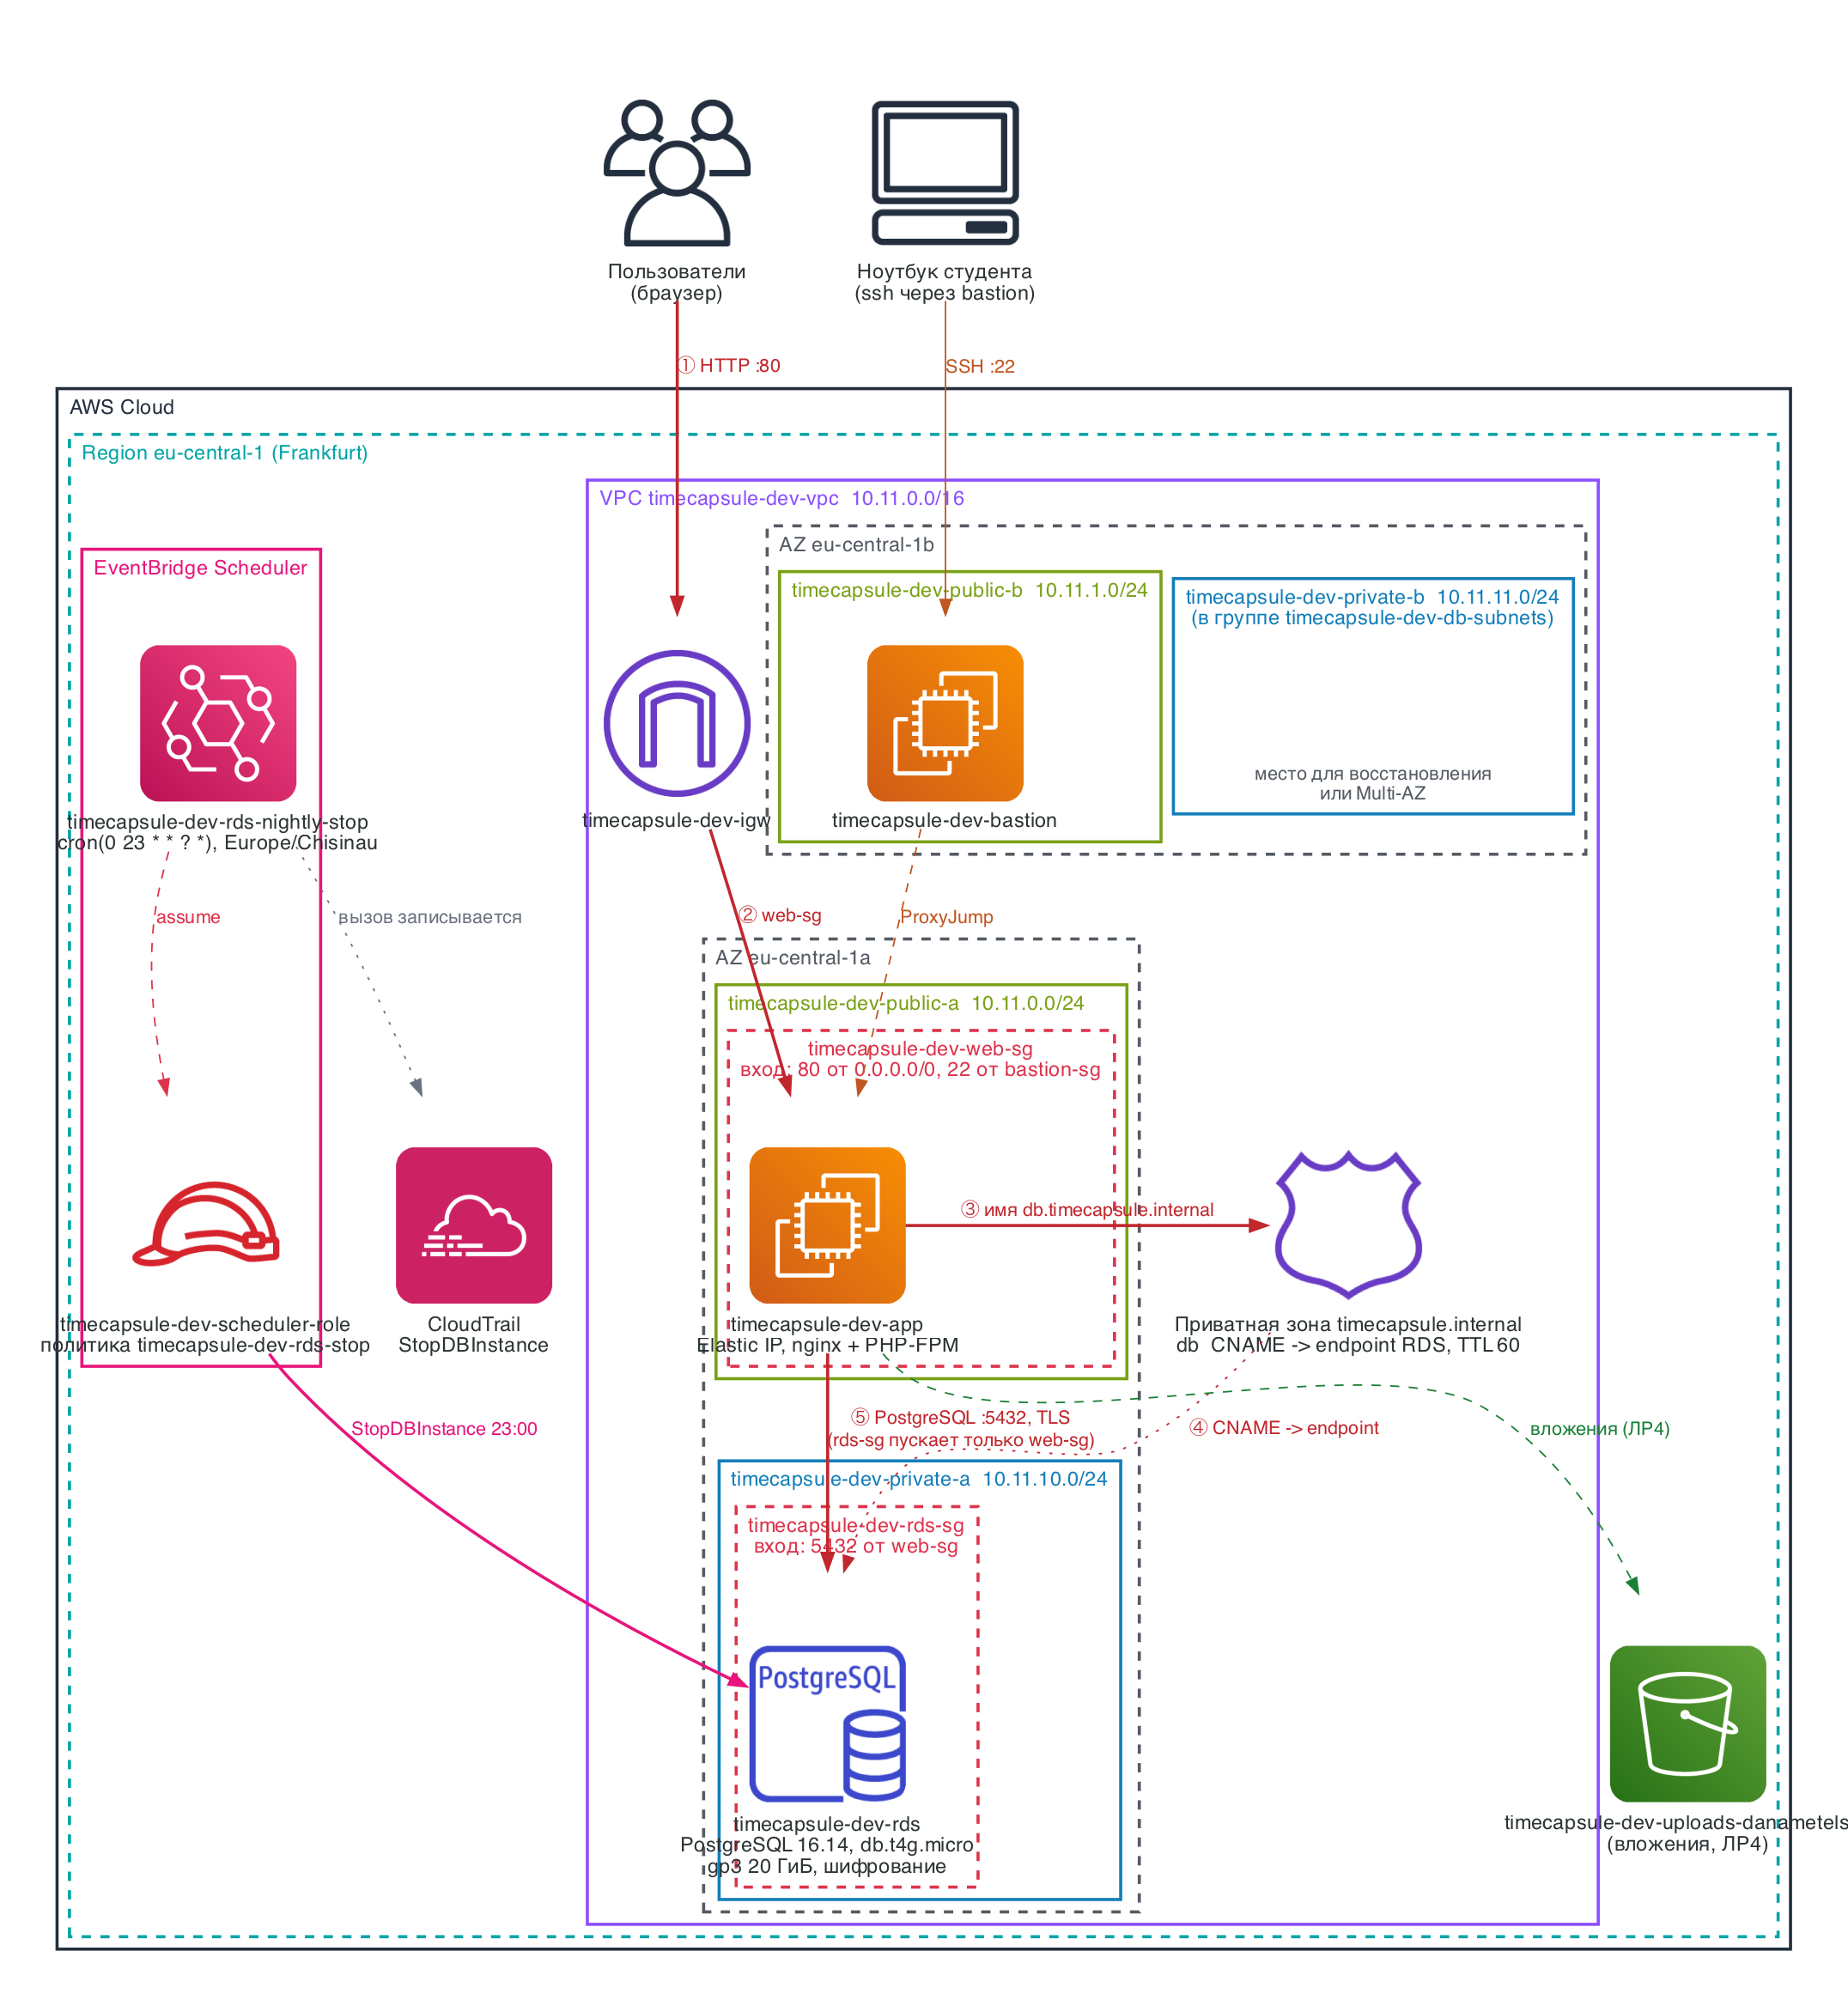 Пользователи
(браузер)
Ноутбук студента
(ssh через bastion)
① HTTP :80
SSH :22
AWS Cloud
Region eu-central-1 (Frankfurt)
VPC timecapsule-dev-vpc 10.11.0.0/16
AZ eu-central-1b
EventBridge Scheduler
timecapsule-dev-public-b 10.11.1.0/24
timecapsule-dev-private-b 10.11.11.0/24
(в группе timecapsule-dev-db-subnets)
место для восстановления
или Multi-AZ
timecapsule-dev-rds-nightly-stop
cron(0 23 * * ? *), Europe/Chisinau
timecapsule-dev-igw
timecapsule-dev-bastion
assume
вызов записывается
② web-sg
ProxyJump
AZ eu-central-1a
timecapsule-dev-public-a 10.11.0.0/24
timecapsule-dev-web-sg
вход: 80 от 0.0.0.0/0, 22 от bastion-sg
③ имя db.timecapsule.internal
timecapsule-dev-scheduler-role
политика timecapsule-dev-rds-stop
CloudTrail
StopDBInstance
timecapsule-dev-app
Elastic IP, nginx + PHP-FPM
Приватная зона timecapsule.internal
db CNAME -> endpoint RDS, TTL 60
StopDBInstance 23:00
⑤ PostgreSQL :5432, TLS
(rds-sg пускает только web-sg)
④ CNAME -> endpoint
вложения (ЛР4)
timecapsule-dev-private-a 10.11.10.0/24
timecapsule-dev-rds-sg
вход: 5432 от web-sg
PostgreSQL
timecapsule-dev-rds
PostgreSQL 16.14, db.t4g.micro
gp3 20 ГиБ, шифрование
timecapsule-dev-uploads-danametels
(вложения, ЛР4)